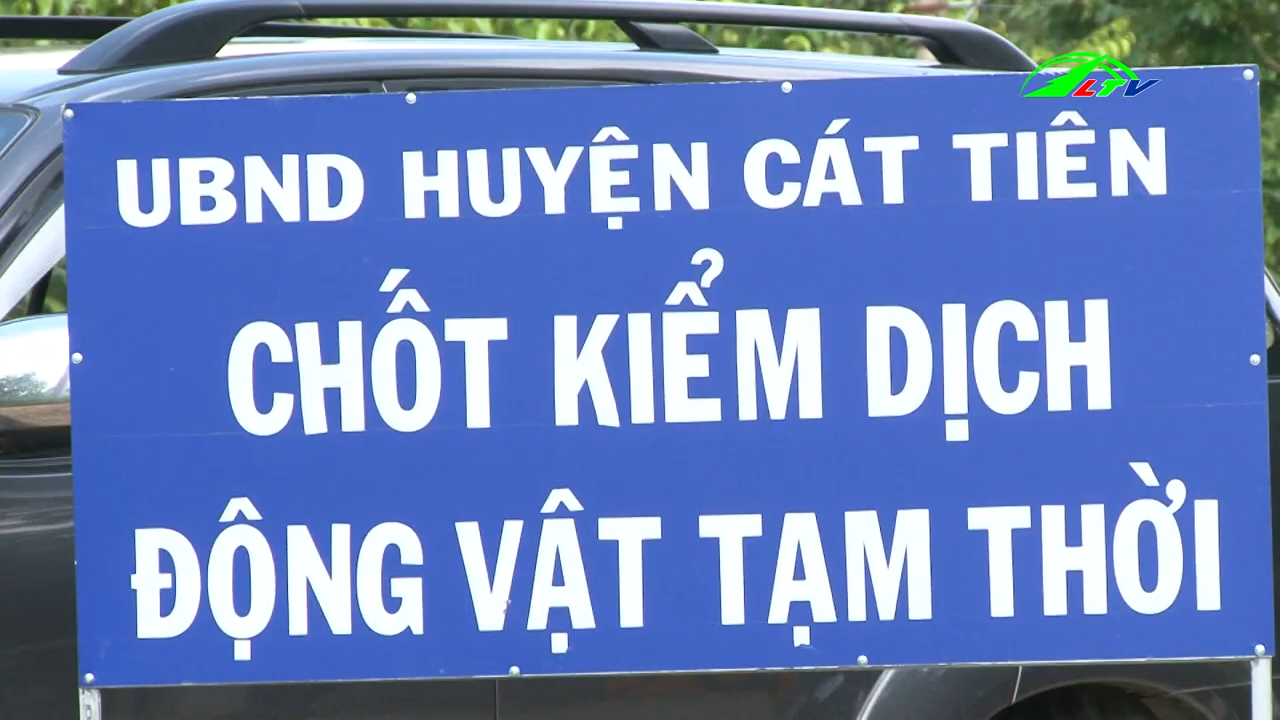 LTV
UBND HUYỆN CÁT TIÊN
CHỐT KIỂM DỊCH
ĐỘNG VẬT TẠM THỜI